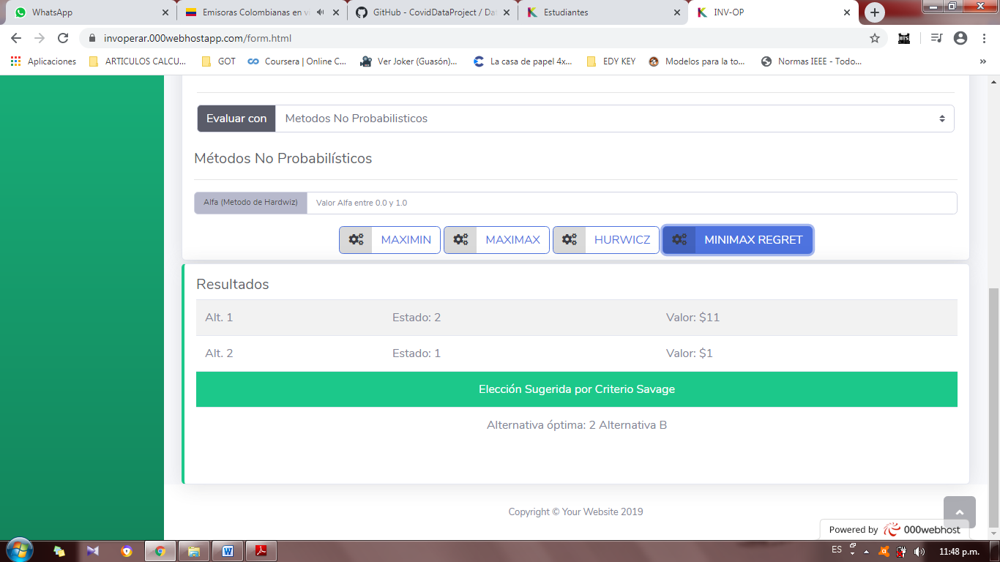 WhatsApp
Emisoras Colombianas en vi
GitHub - CovidDataProject / Dat
Estudiantes
INV-OP
invoperar.000webhostapp.com/form.html
BTS
Aplicaciones
ARTICULOS CALCU...
GOT
Coursera | Online C...
Ver Joker (Guasón)...
La casa de papel 4x...
EDY KEY
Modelos para la to...
Normas IEEE - Todo...
Evaluar con
Metodos No Probabilisticos
Métodos No Probabilísticos
Alfa (Metodo de Hardwiz)
Valor Alfa entre 0.0 y 1.0
MAXIMIN
MAXIMAX
HURWICZ
MINIMAX REGRET
Resultados
Alt. 1 Estado: 2 Valor: $11
Alt. 2 Estado: 1 Valor: $1
Elección Sugerida por Criterio Savage
Alternativa óptima: 2 Alternativa B
Copyright © Your Website 2019
Powered by 000webhost
ES
11:48 p.m.